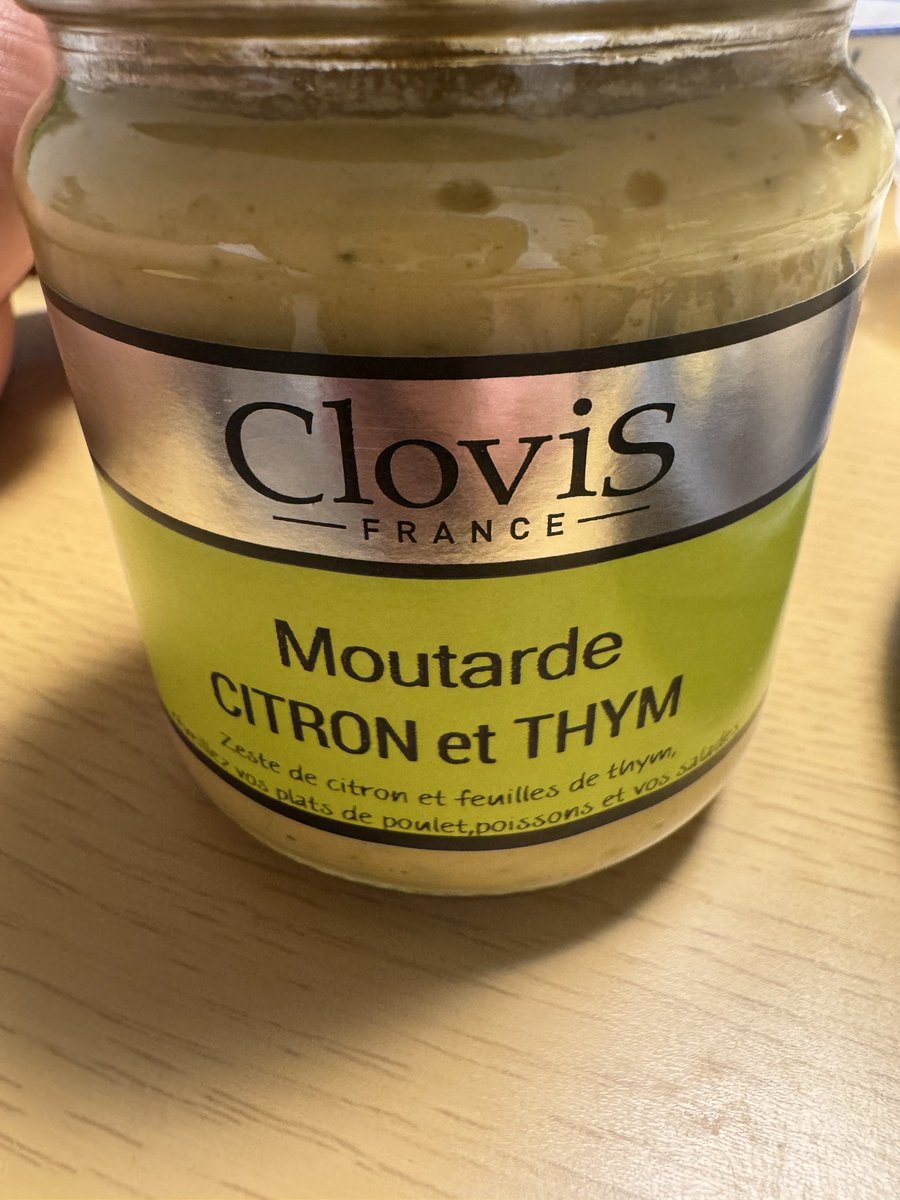 Clovis
FRANCE
Moutarde
CITRON et THYM
Zeste de citron et feuilles de thym,
vos plats de poulet,poissons et vos salades